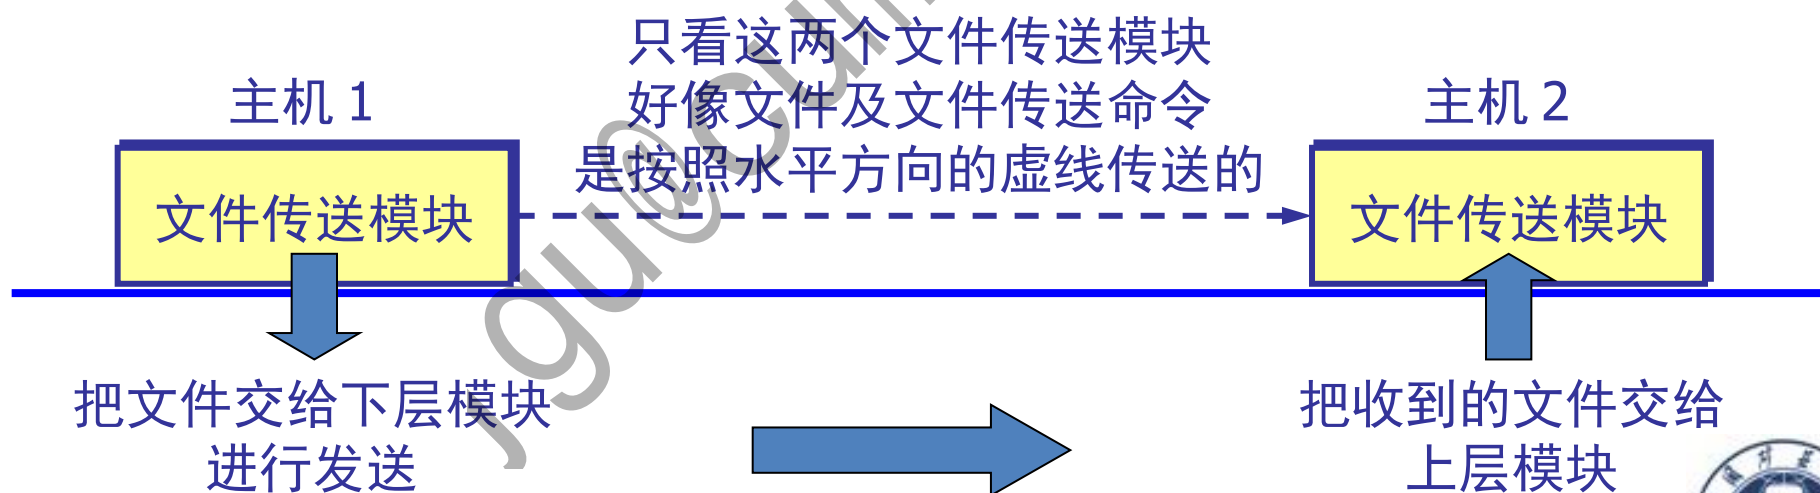 只看这两个文件传送模块
主机 1
好像文件及文件传送命令
主机 2
是按照水平方向的虚线传送的
文件传送模块
文件传送模块
把文件交给下层模块
进行发送
把收到的文件交给
上层模块